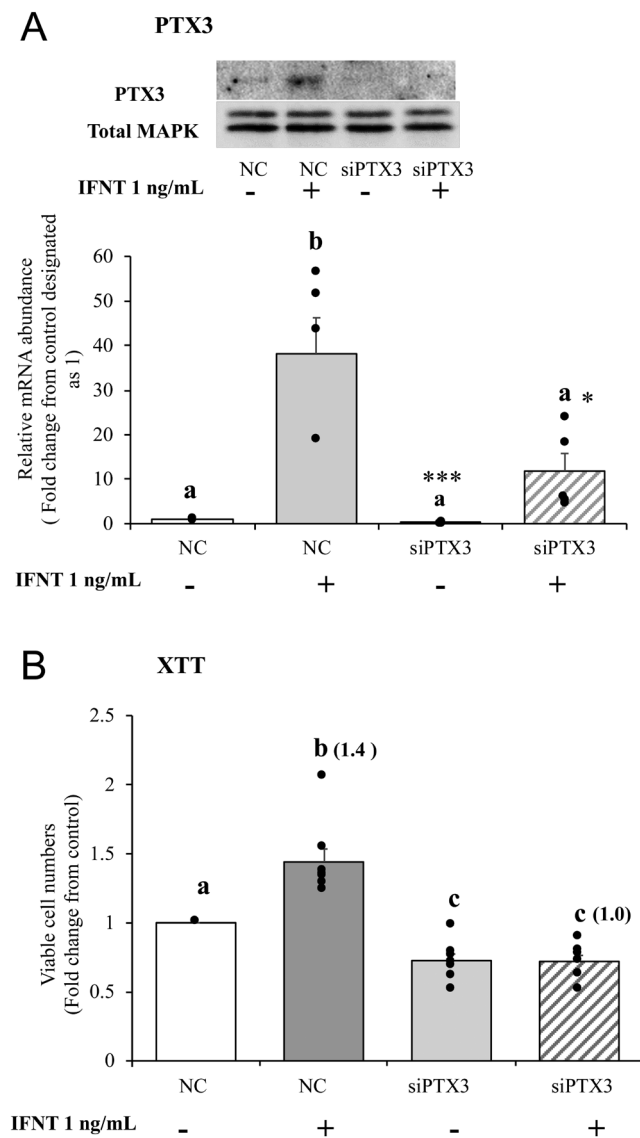 A PTX3
PTX3
Total MAPK
NC NC siPTX3 siPTX3
IFNT 1 ng/mL - + - +
Relative mRNA abundance
( Fold change from control designated
as 1)
60
50
40
30
20
10
0
a
b
***
a
a *
NC NC siPTX3 siPTX3
IFNT 1 ng/mL - + - +
B XTT
Viable cell numbers
(Fold change from control)
2.5
2
1.5
1
0.5
0
a
b (1.4 )
c
c (1.0)
NC NC siPTX3 siPTX3
IFNT 1 ng/mL - + - +